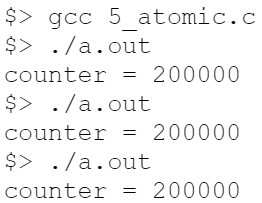 $> gcc 5_atomic.c
$> ./a.out
counter = 200000
$> ./a.out
counter = 200000
$> ./a.out
counter = 200000